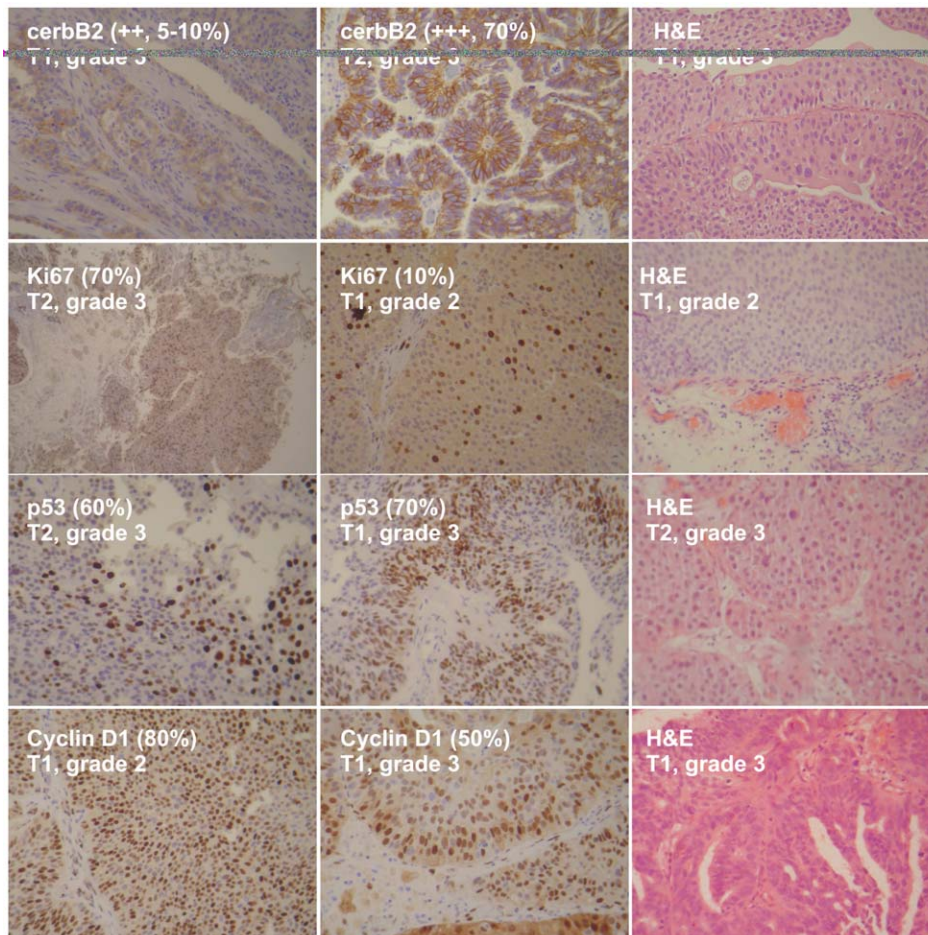 cerbB2 (++, 5-10%)
T1, grade 3
cerbB2 (+++, 70%)
T2, grade 3
H&E
T1, grade 3
Ki67 (70%)
T2, grade 3
Ki67 (10%)
T1, grade 2
H&E
T1, grade 2
p53 (60%)
T2, grade 3
p53 (70%)
T1, grade 3
H&E
T2, grade 3
Cyclin D1 (80%)
T1, grade 2
Cyclin D1 (50%)
T1, grade 3
H&E
T1, grade 3